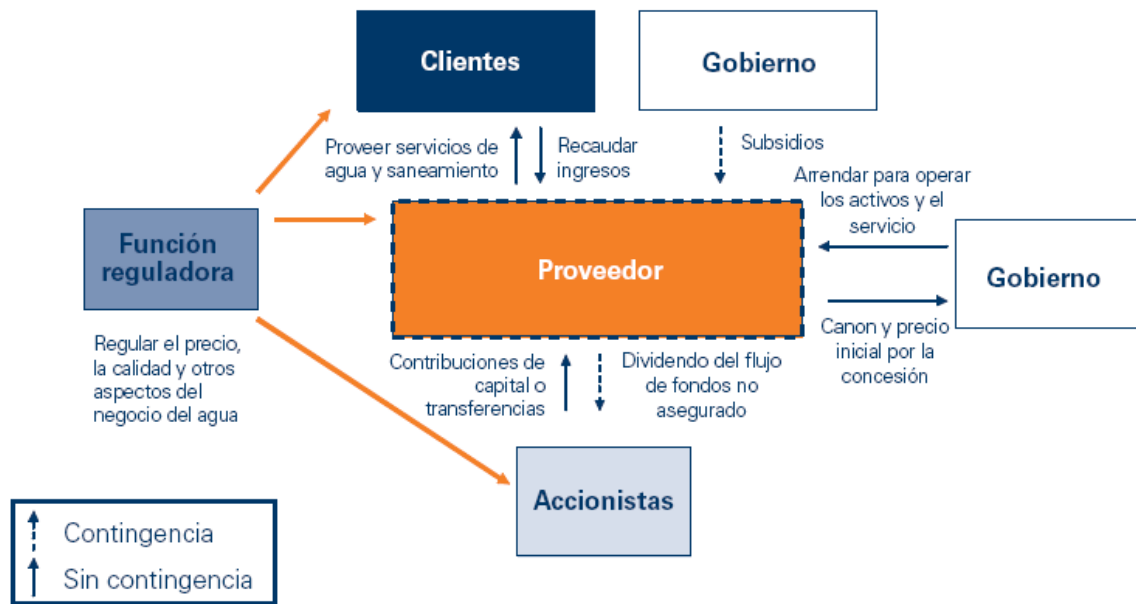 Clientes
Gobierno
Proveer servicios de
agua y saneamiento
Recaudar
ingresos
Subsidios
Arrendar para operar
los activos y el
servicio
Función
reguladora
Proveedor
Gobierno
Regular el precio,
la calidad y otros
aspectos del
negocio del agua
Contribuciones de
capital o
transferencias
Dividendo del flujo
de fondos no
asegurado
Canon y precio
inicial por la
concesión
Accionistas
Contingencia
Sin contingencia